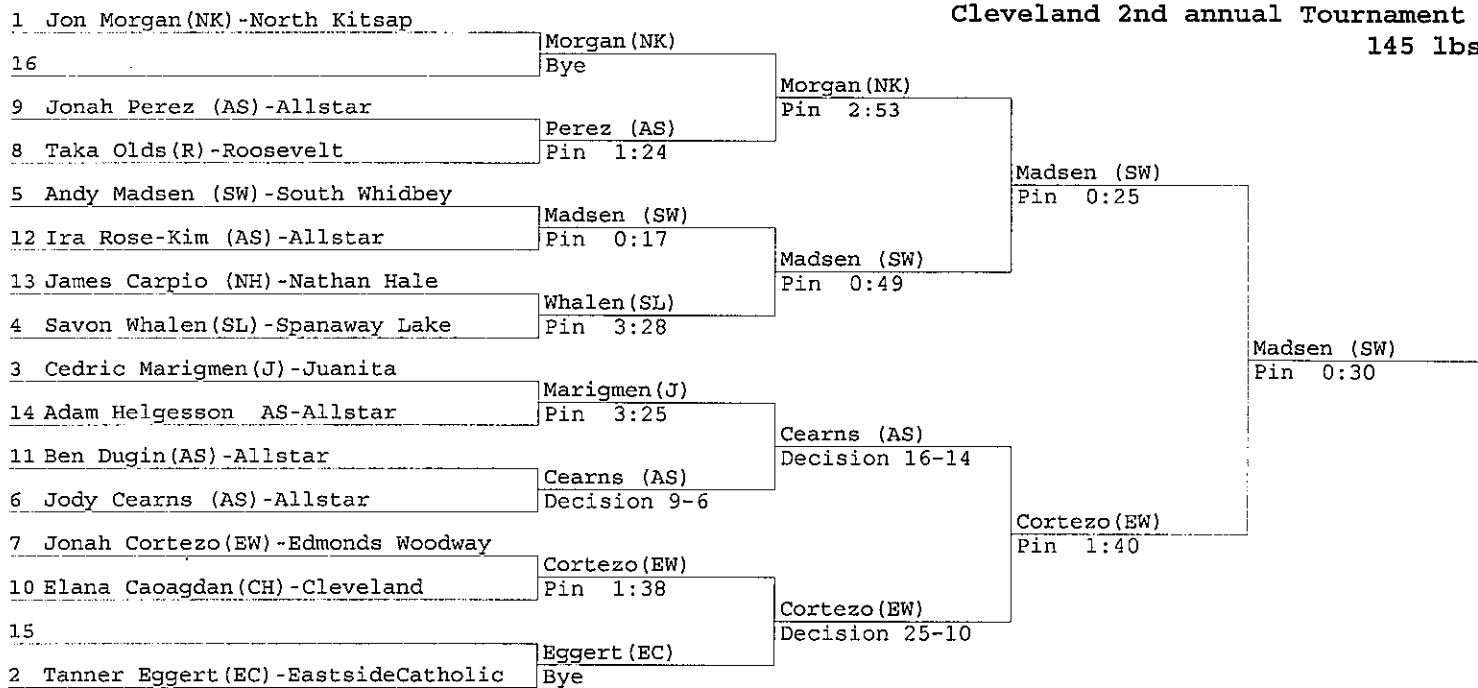 Cleveland 2nd annual Tournament
145 lbs
1 Jon Morgan(NK)-North Kitsap
16
9 Jonah Perez (AS)-Allstar
8 Taka Olds(R)-Roosevelt
5 Andy Madsen (SW)-South Whidbey
12 Ira Rose-Kim (AS)-Allstar
13 James Carpio (NH)-Nathan Hale
4 Savon Whalen(SL)-Spanaway Lake
3 Cedric Marigmen(J)-Juanita
14 Adam Helgesson AS-Allstar
11 Ben Dugin(AS)-Allstar
6 Jody Cearns (AS)-Allstar
7 Jonah Cortezo(EW)-Edmonds Woodway
10 Elana Caoagdan(CH)-Cleveland
15
2 Tanner Eggert(EC)-EastsideCatholic
Morgan(NK)
Bye
Perez (AS)
Pin 1:24
Madsen (SW)
Pin 0:17
Whalen(SL)
Pin 3:28
Marigmen(J)
Pin 3:25
Cearns (AS)
Decision 9-6
Cortezo(EW)
Pin 1:38
Eggert(EC)
Bye
Morgan(NK)
Pin 2:53
Madsen (SW)
Pin 0:49
Cearns (AS)
Decision 16-14
Cortezo(EW)
Decision 25-10
Madsen (SW)
Pin 0:25
Cortezo(EW)
Pin 1:40
Madsen (SW)
Pin 0:30